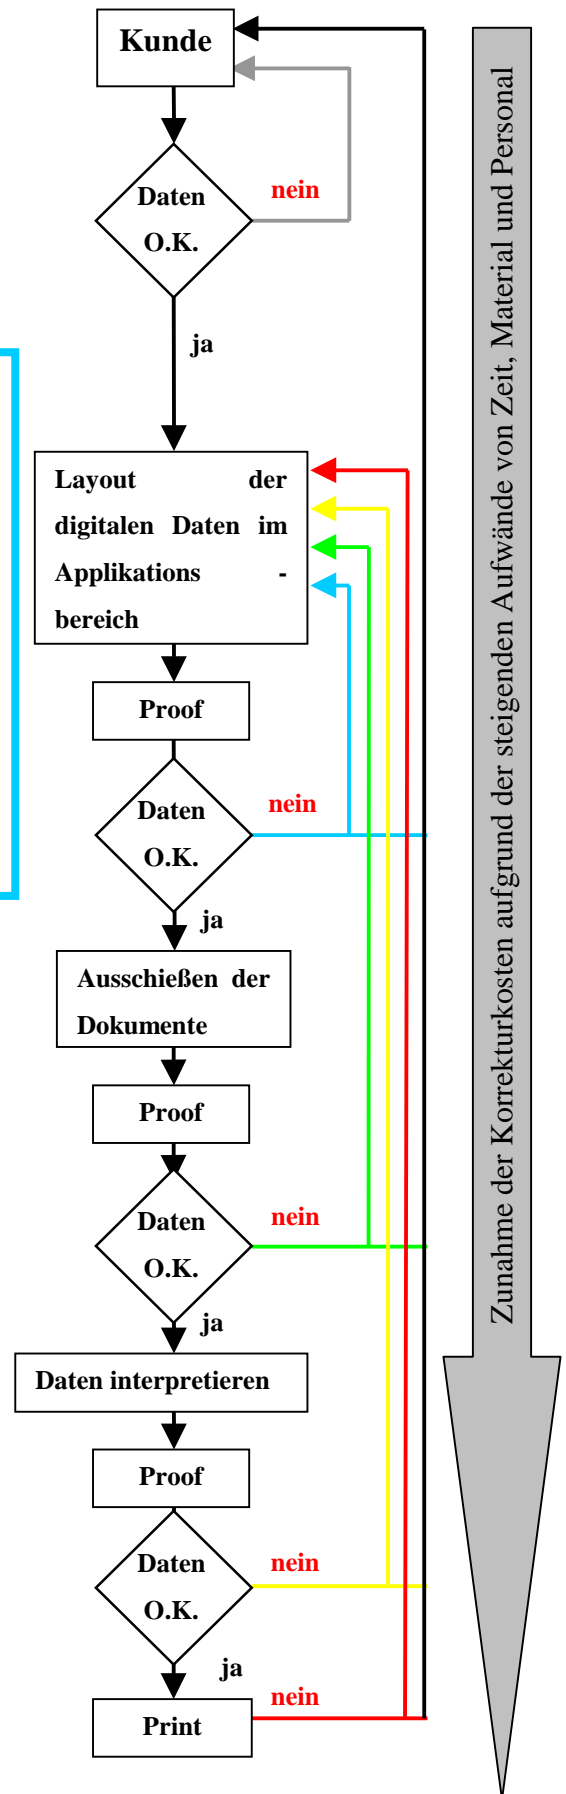 Kunde
Daten
O.K.
nein
ja
Layout der
digitalen Daten im
Applikations -
bereich
Proof
Daten
O.K.
nein
ja
Ausschießen der
Dokumente
Proof
Daten
O.K.
nein
ja
Daten interpretieren
Proof
Daten
O.K.
nein
ja
Print
nein
Zunahme der Korrekturkosten aufgrund der steigenden Aufwände von Zeit, Material und Personal